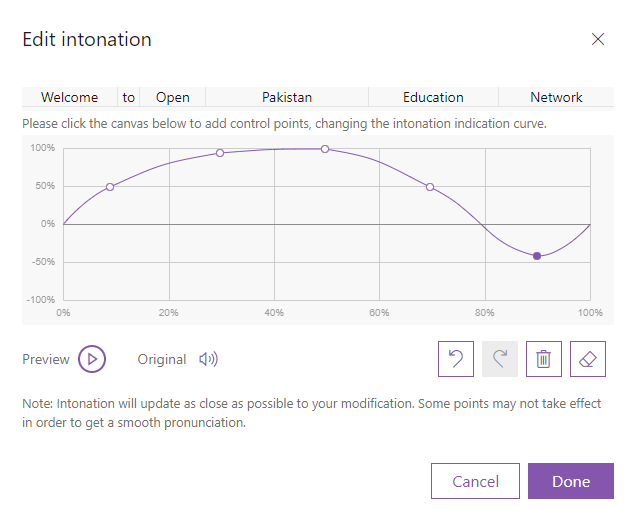 Edit intonation
Welcome to Open Pakistan Education Network
Please click the canvas below to add control points, changing the intonation indication curve.
100%
50%
0%
-50%
-100%
0% 20% 40% 60% 80% 100%
Preview Original
Note: Intonation will update as close as possible to your modification. Some points may not take effect
in order to get a smooth pronunciation.
Cancel Done